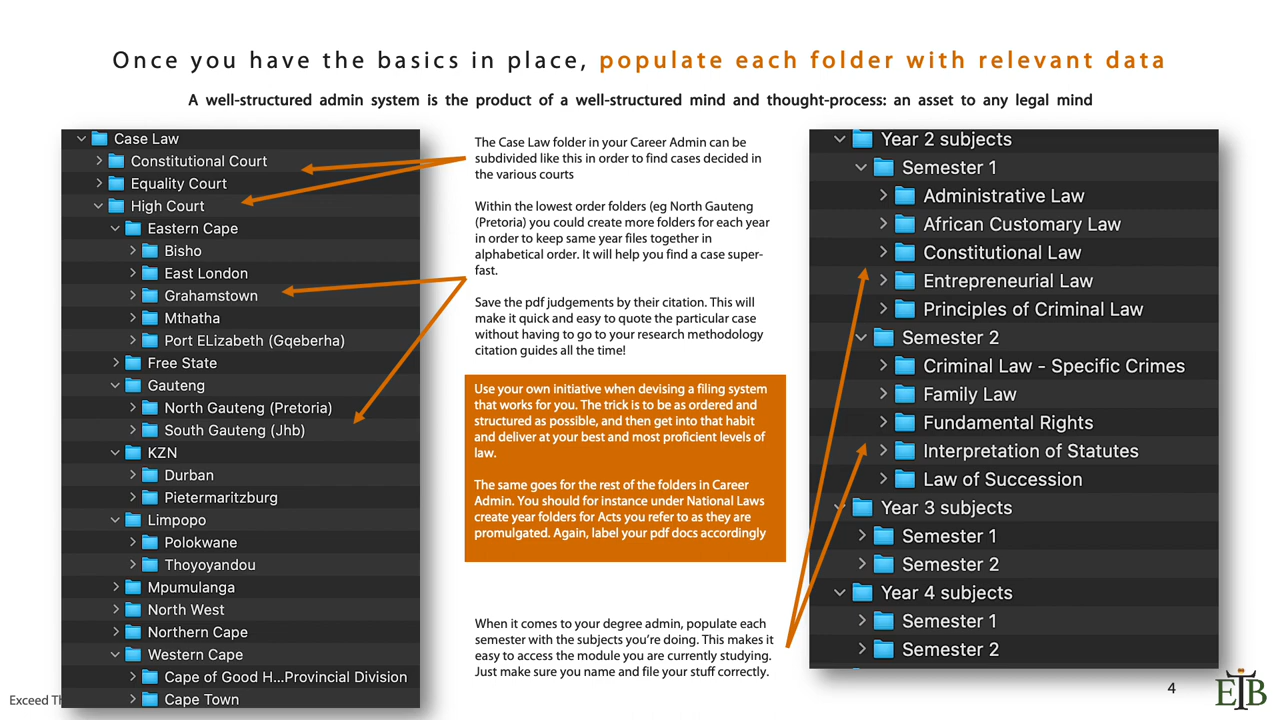 Once you have the basics in place, populate each folder with relevant data
A well-structured admin system is the product of a well-structured mind and thought-process: an asset to any legal mind
Case Law
Constitutional Court
Equality Court
High Court
Eastern Cape
Bisho
East London
Grahamstown
Mthatha
Port ELizabeth (Gqeberha)
Free State
Gauteng
North Gauteng (Pretoria)
South Gauteng (Jhb)
KZN
Durban
Pietermaritzburg
Limpopo
Polokwane
Thoyoyandou
Mpumulanga
North West
Northern Cape
Western Cape
Cape of Good H...Provincial Division
Cape Town
The Case Law folder in your Career Admin can be
subdivided like this in order to find cases decided in
the various courts
Within the lowest order folders (eg North Gauteng
(Pretoria) you could create more folders for each year
in order to keep same year files together in
alphabetical order. It will help you find a case super-
fast.
Save the pdf judgements by their citation. This will
make it quick and easy to quote the particular case
without having to go to your research methodology
citation guides all the time!
Use your own initiative when devising a filing system
that works for you. The trick is to be as ordered and
structured as possible, and then get into that habit
and deliver at your best and most proficient levels of
law.
The same goes for the rest of the folders in Career
Admin. You should for instance under National Laws
create year folders for Acts you refer to as they are
promulgated. Again, label your pdf docs accordingly
When it comes to your degree admin, populate each
semester with the subjects you're doing. This makes it
easy to access the module you are currently studying.
Just make sure you name and file your stuff correctly.
Year 2 subjects
Semester 1
Administrative Law
African Customary Law
Constitutional Law
Entrepreneurial Law
Principles of Criminal Law
Semester 2
Criminal Law - Specific Crimes
Family Law
Fundamental Rights
Interpretation of Statutes
Law of Succession
Year 3 subjects
Semester 1
Semester 2
Year 4 subjects
Semester 1
Semester 2
Exceed
4
ETB